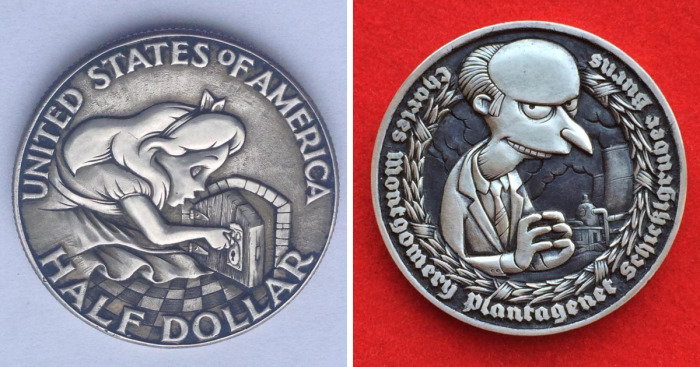 UNITED STATES OF AMERICA
HALF DOLLAR
Charles Montgomery Plantagenet Schicklgruber Burns